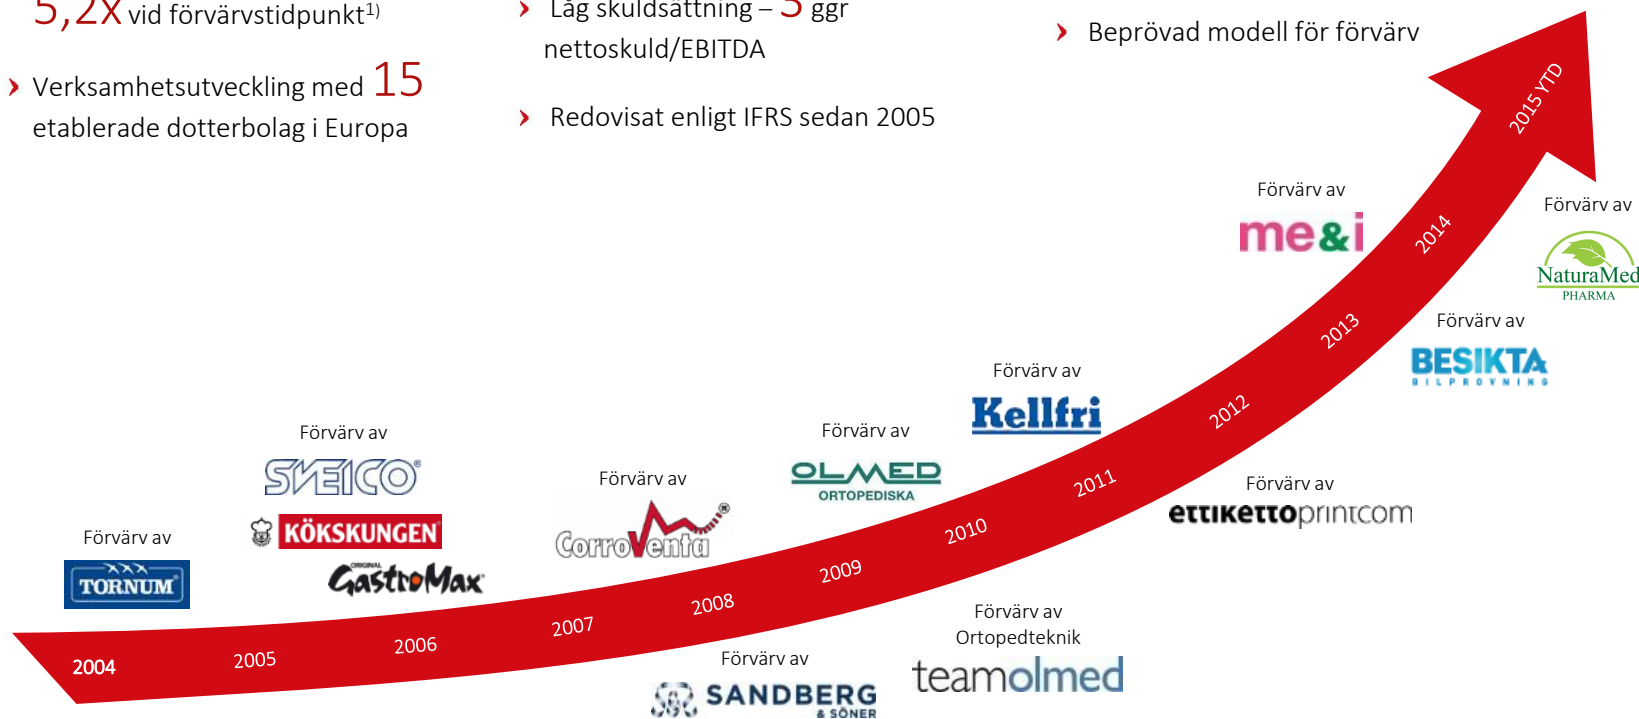 5,2x vid förvärvstidpunkt1)
› Verksamhetsutveckling med 15
etablerade dotterbolag i Europa
› Låg skuldsättning – 3 ggr
nettoskuld/EBITDA
› Redovisat enligt IFRS sedan 2005
› Beprövad modell för förvärv
2015 YTD
Förvärv av
me&i
2014
Förvärv av
NaturaMed
PHARMA
2013
Förvärv av
BESIKTA
BILPROVNING
Förvärv av
Kellfri
2012
Förvärv av
SVEICO®
KÖKSKUNGEN
ORIGINAL
GastroMax
Förvärv av
OLMED
ORTOPEDISKA
Förvärv av
CorroVenta®
2011
Förvärv av
ettikettoprintcom
Förvärv av
TORNUM®
2010
2009
2008
2007
2006
2005
2004
Förvärv av
Ortopedteknik
teamolmed
Förvärv av
SANDBERG
& SÖNER